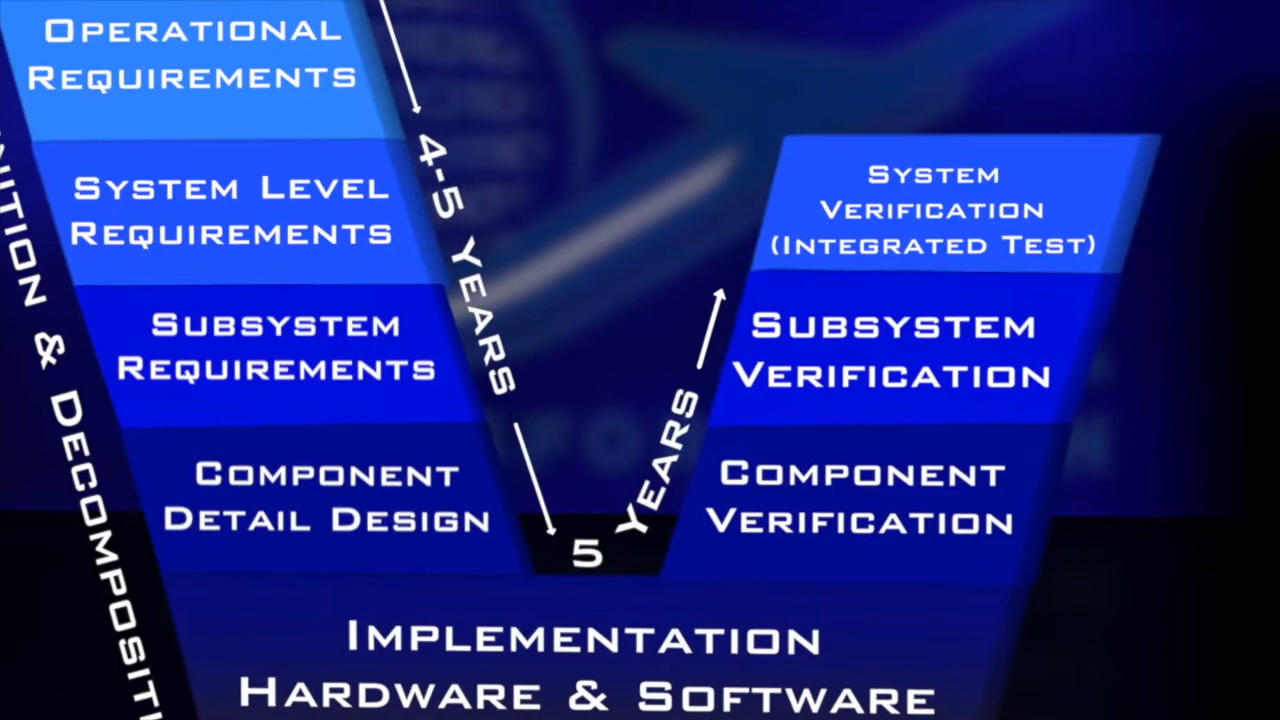 Operational
Requirements
System Level
Requirements
Subsystem
Requirements
Component
Detail Design
4-5 Years
5 Years
System
Verification
(Integrated Test)
Subsystem
Verification
Component
Verification
Implementation
Hardware & Software
&